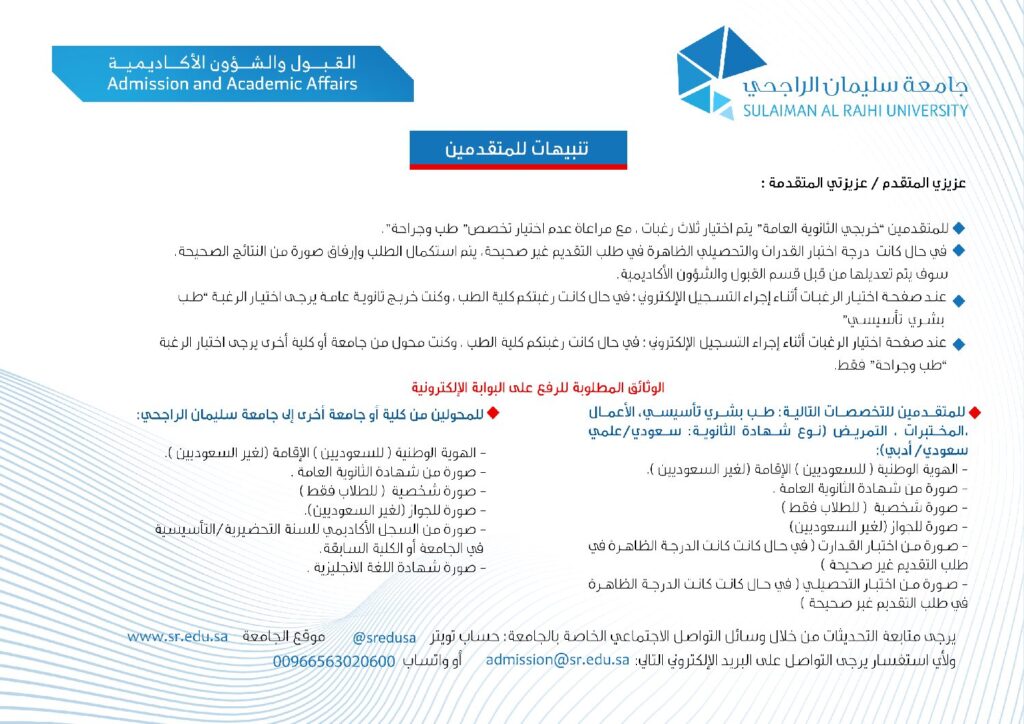 القبول والشؤون الأكاديمية
Admission and Academic Affairs
جامعة سليمان الراجحي
SULAIMAN AL RAJHI UNIVERSITY
تنبيهات للمتقدمين
عزيزي المتقدم / عزيزتي المتقدمة :
للمتقدمين “خريجي الثانوية العامة” يتم اختيار ثلاث رغبات ، مع مراعاة عدم اختيار تخصص” طب وجراحة”.
في حال كانت درجة اختبار القدرات والتحصيلي الظاهرة في طلب التقديم غير صحيحة، يتم استكمال الطلب وإرفاق صورة من النتائج الصحيحة،
سوف يتم تعديلها من قبل قسم القبول والشؤون الأكاديمية.
عند صفحة اختيار الرغبات أثناء إجراء التسجيل الإلكتروني ؛ في حال كانت رغبتكم كلية الطب ، وكنت خريج ثانوية عامة يرجى اختيار الرغبة “طب
بشري تأسيسي”
عند صفحة اختيار الرغبات أثناء إجراء التسجيل الإلكتروني ؛ في حال كانت رغبتكم كلية الطب ، وكنت محول من جامعة أو كلية أخرى يرجى اختيار الرغبة
“طب وجراحة” فقط.
الوثائق المطلوبة للرفع على البوابة الإلكترونية
للمتقدمين للتخصصات التالية: طب بشري تأسيسي، الأعمال
،المختبرات ، التمريض (نوع شهادة الثانوية: سعودي/علمي
سعودي/ أدبي):
- الهوية الوطنية ( للسعوديين ) الإقامة (لغير السعوديين ).
- صورة من شهادة الثانوية العامة .
- صورة شخصية ( للطلاب فقط )
- صورة للجواز (لغير السعوديين)
- صورة من اختبار القدارت ( في حال كانت كانت الدرجة الظاهرة في
طلب التقديم غير صحيحة )
- صورة من اختبار التحصيلي ( في حال كانت كانت الدرجة الظاهرة
في طلب التقديم غير صحيحة )
للمحولين من كلية أو جامعة أخرى إلى جامعة سليمان الراجحي:
- الهوية الوطنية ( للسعوديين ) الإقامة (لغير السعوديين ).
- صورة من شهادة الثانوية العامة .
- صورة شخصية ( للطلاب فقط )
- صورة للجواز (لغير السعوديين).
- صورة من السجل الأكاديمي للسنة التحضيرية /التأسيسية
في الجامعة أو الكلية السابقة.
- صورة شهادة اللغة الانجليزية .
يرجى متابعة التحديثات من خلال وسائل التواصل الاجتماعي الخاصة بالجامعة: حساب تويتر @sredusa موقع الجامعة www.sr.edu.sa
ولأي استفسار يرجى التواصل على البريد الإلكتروني التالي: admission@sr.edu.sa أو واتساب 00966563020600